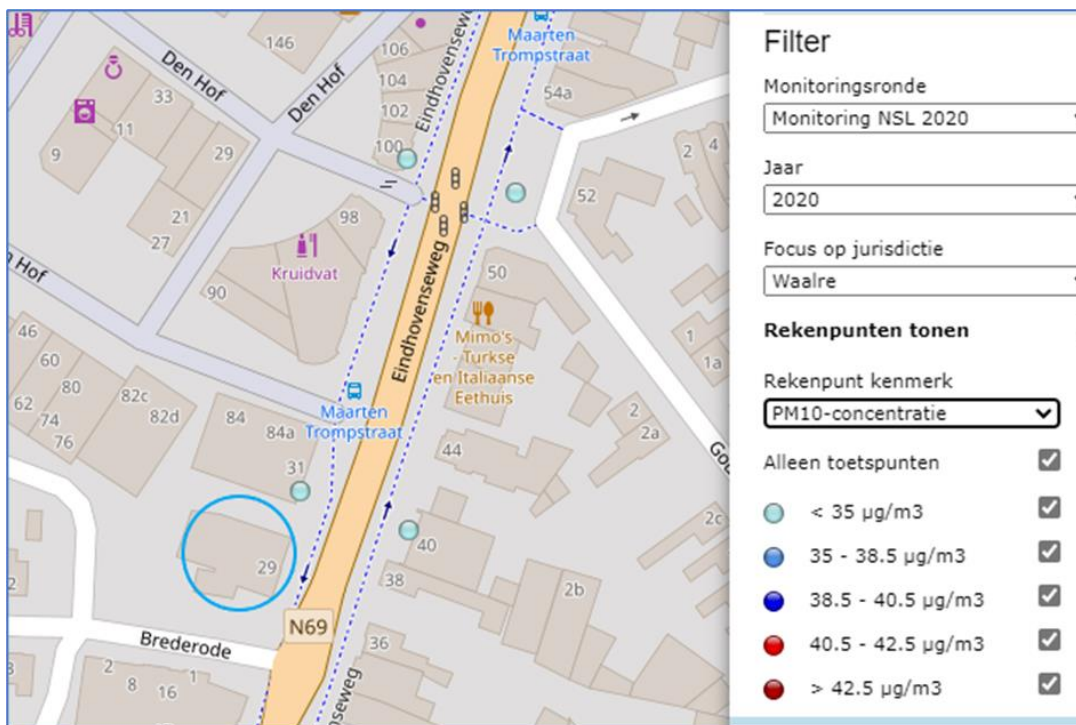 146
106
104
102
100
Den Hof
Den Hof
33
11
29
9
21
27
n Hof
Eindhovenseweg
Maarten
Trompstraat
54a
2
4
52
98
Kruidvat
90
Eindhovenseweg
50
Mimo's
- Turkse
en Italiaanse
Eethuis
1
1a
46
60
80
62
74
76
82c
82d
84
84a
Maarten
Trompstraat
31
44
2
2a
Go
29
40
38
2c
2b
N69
Brederode
2
8
16
1
36
seweg
2
Filter
Monitoringsronde
Monitoring NSL 2020
Jaar
2020
Focus op jurisdictie
Waalre
Rekenpunten tonen
Rekenpunt kenmerk
PM10-concentratie
Alleen toetspunten
< 35 µg/m3
35 - 38.5 µg/m3
38.5 - 40.5 µg/m3
40.5 - 42.5 µg/m3
> 42.5 µg/m3